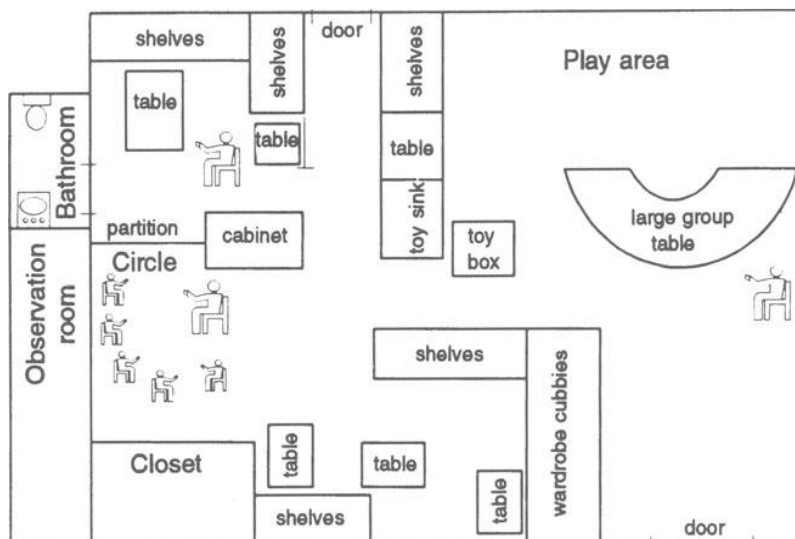 shelves
shelves
door
shelves
Play area
table
Bathroom
table
table
large group
table
toy sink
partition
cabinet
toy
box
Circle
Observation
room
shelves
wardrobe cubbies
table
table
Closet
table
shelves
door